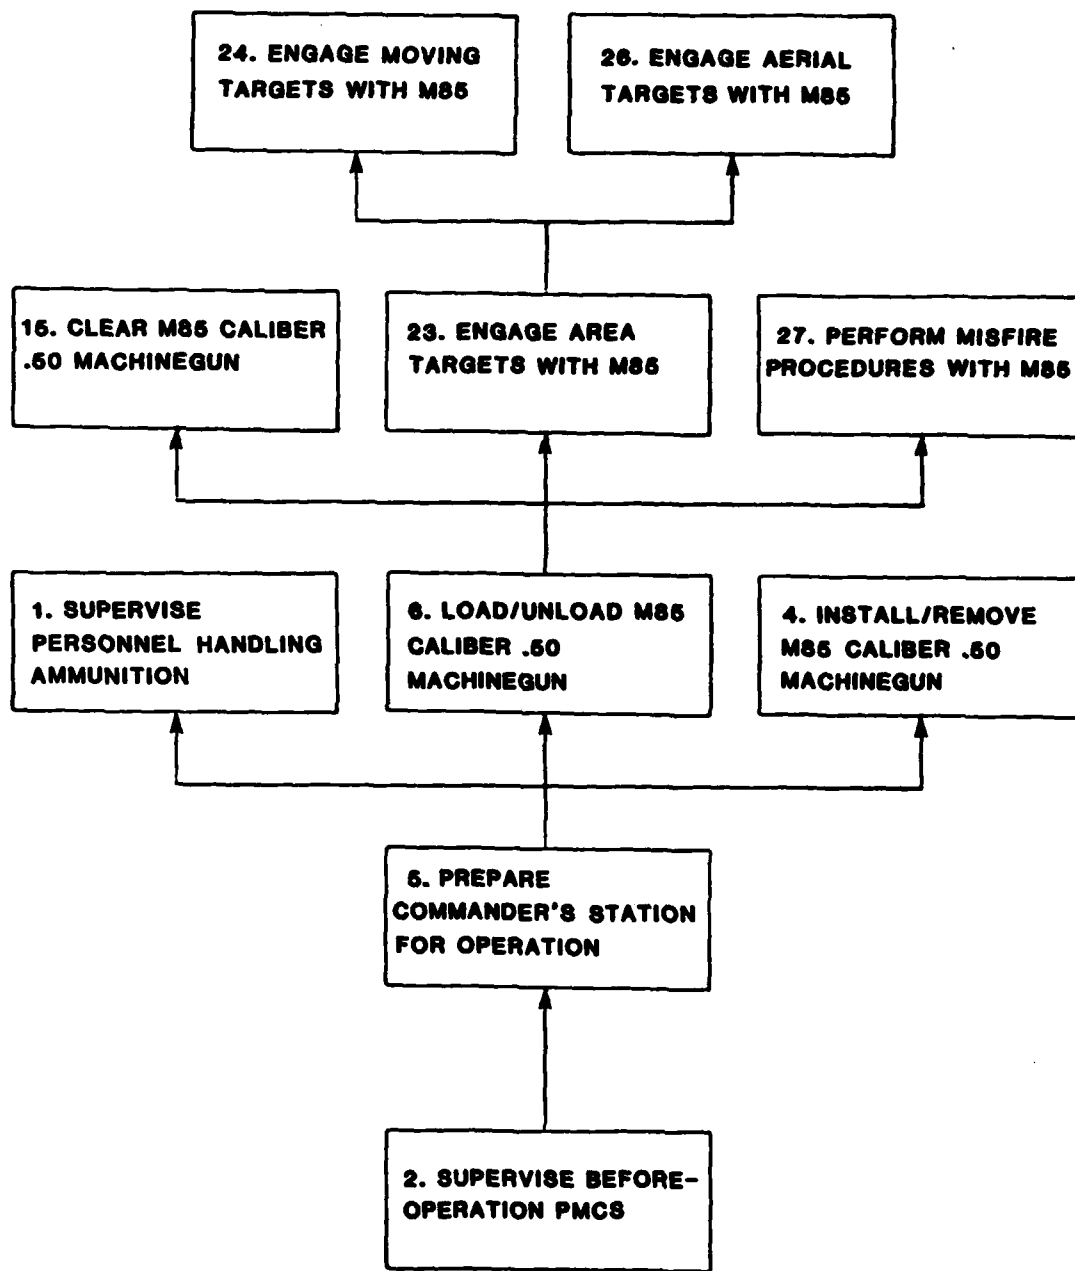 24. ENGAGE MOVING
TARGETS WITH M85
26. ENGAGE AERIAL
TARGETS WITH M85
15. CLEAR M85 CALIBER
.50 MACHINEGUN
23. ENGAGE AREA
TARGETS WITH M85
27. PERFORM MISFIRE
PROCEDURES WITH M85
1. SUPERVISE
PERSONNEL HANDLING
AMMUNITION
6. LOAD/UNLOAD M85
CALIBER .50
MACHINEGUN
4. INSTALL/REMOVE
M85 CALIBER .50
MACHINEGUN
5. PREPARE
COMMANDER'S STATION
FOR OPERATION
2. SUPERVISE BEFORE-
OPERATION PMCS